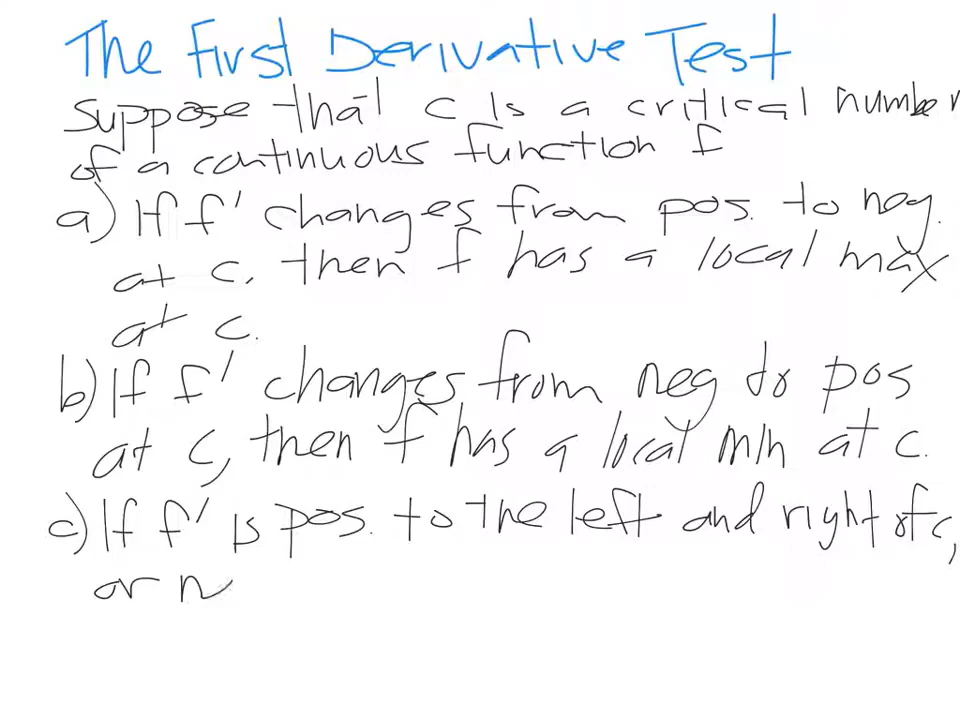 The First Derivative Test
Suppose that c is a critical number
of a continuous function f
a) If f' changes from pos. to neg.
at c, then f has a local max
at c.
b) If f' changes from neg to pos
at c, then f has a local min at c.
c) If f' is pos. to the left and right of c,
or n